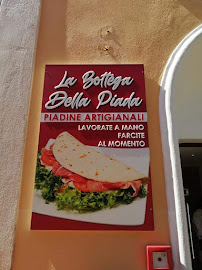 La Bottega
Della Piada
PIADINE ARTIGIANALI
LAVORATE A MANO
FARCITE
AL MOMENTO